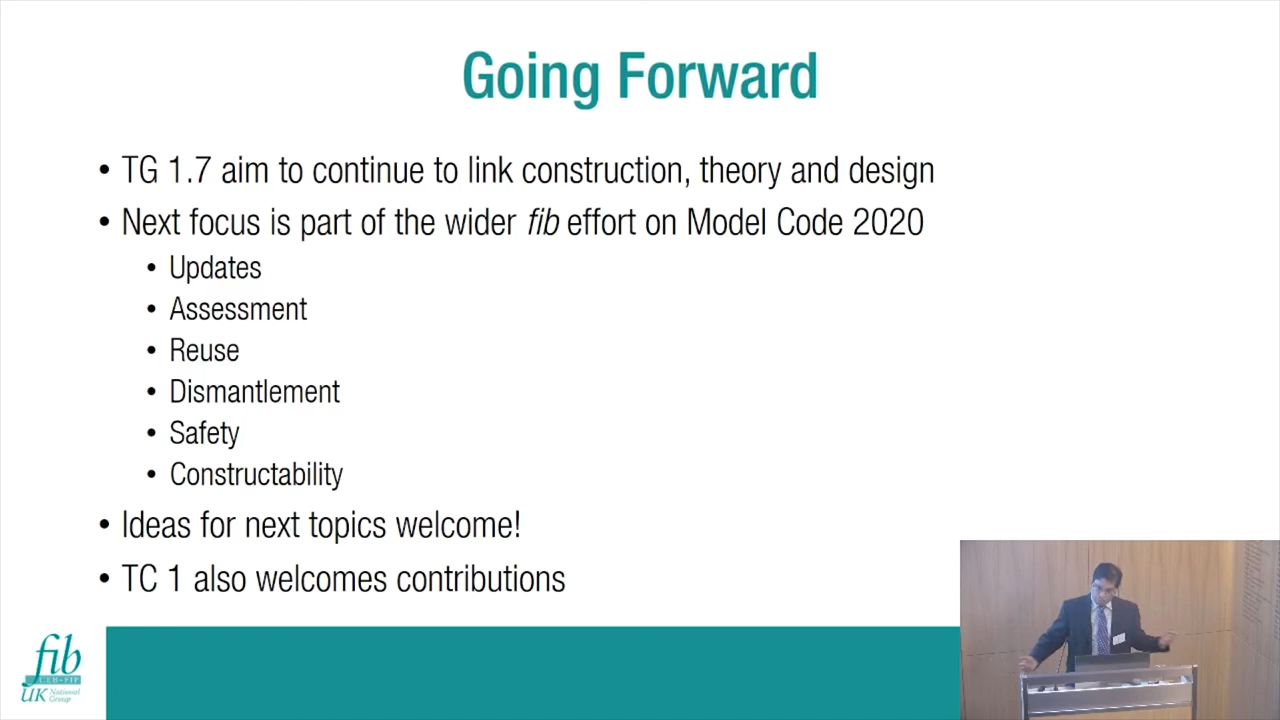 Going Forward
• TG 1.7 aim to continue to link construction, theory and design
• Next focus is part of the wider fib effort on Model Code 2020
• Updates
• Assessment
• Reuse
• Dismantlement
• Safety
• Constructability
• Ideas for next topics welcome!
• TC 1 also welcomes contributions
fib
CEB-FIP
UK National
Group